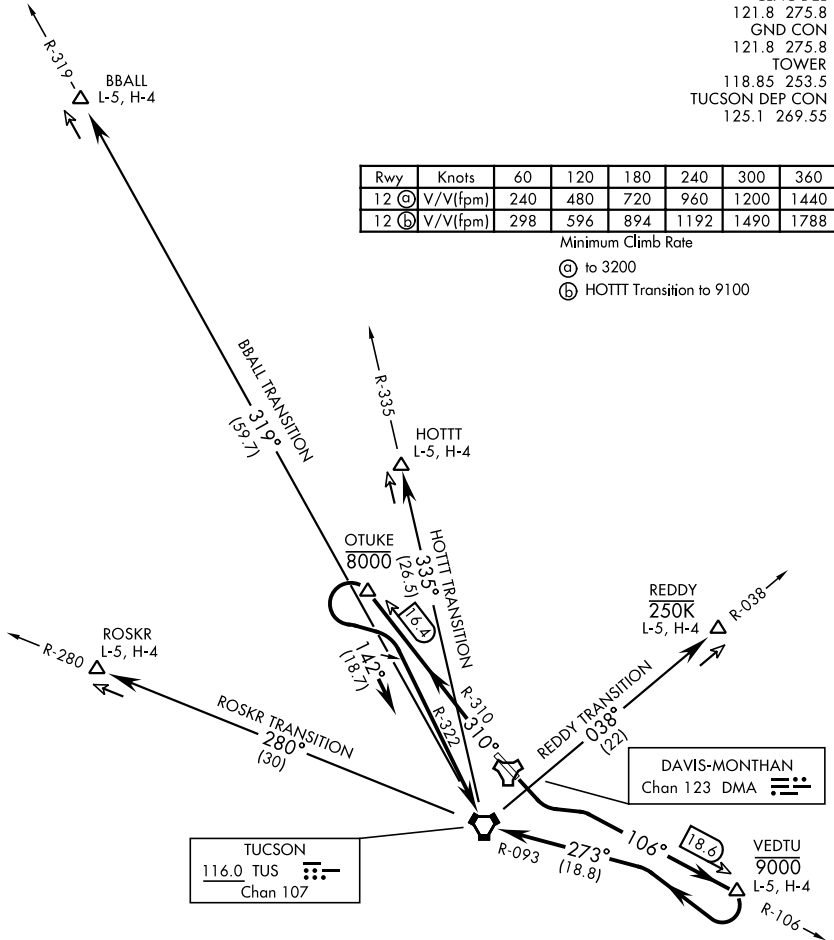 121.8 275.8
GND CON
121.8 275.8
TOWER
118.85 253.5
TUCSON DEP CON
125.1 269.55
R-319
BBALL
L-5, H-4
Rwy Knots 60 120 180 240 300 360
12 ⓐ V/V(fpm) 240 480 720 960 1200 1440
12 ⓑ V/V(fpm) 298 596 894 1192 1490 1788
Minimum Climb Rate
ⓐ to 3200
ⓑ HOTTT Transition to 9100
BBALL TRANSITION
319°
(59.7)
R-335
HOTTT
L-5, H-4
HOTTT TRANSITION
335°
(26.5)
OTUKE
8000
16.4
REDDY
250K
L-5, H-4
R-038
R-280
ROSKR
L-5, H-4
142°
(18.7)
R-322
R-310
310°
ROSKR TRANSITION
280°
(30)
REDDY TRANSITION
038°
(22)
DAVIS-MONTHAN
Chan 123 DMA
TUCSON
116.0 TUS
Chan 107
R-093
273°
(18.8)
106°
18.6
VEDTU
9000
L-5, H-4
R-106